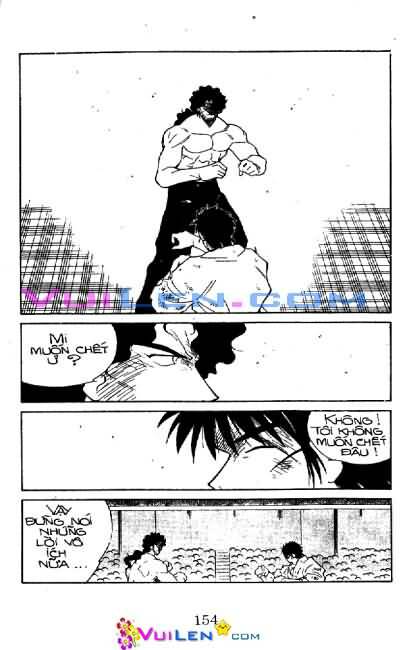 VUILEN.COM
MI
MUỐN CHẾT
Ư ?
KHÔNG !
TÔI KHÔNG
MUỐN CHẾT
ĐÂU !
VẬY
ĐỪNG NÓI
NHỮNG
LỜI VÔ
ÍCH
NỮA ...
154
VUILEN
.COM